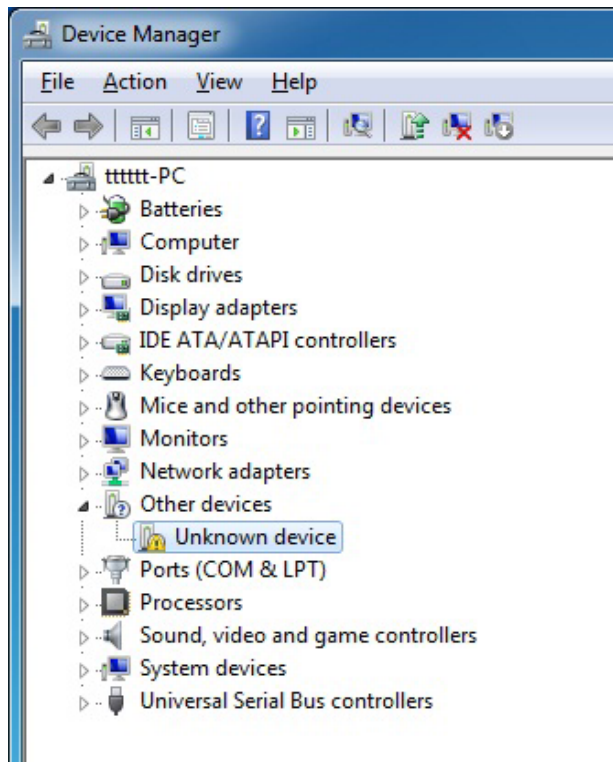 Device Manager
File Action View Help
tttttt-PC
Batteries
Computer
Disk drives
Display adapters
IDE ATA/ATAPI controllers
Keyboards
Mice and other pointing devices
Monitors
Network adapters
Other devices
Unknown device
Ports (COM & LPT)
Processors
Sound, video and game controllers
System devices
Universal Serial Bus controllers